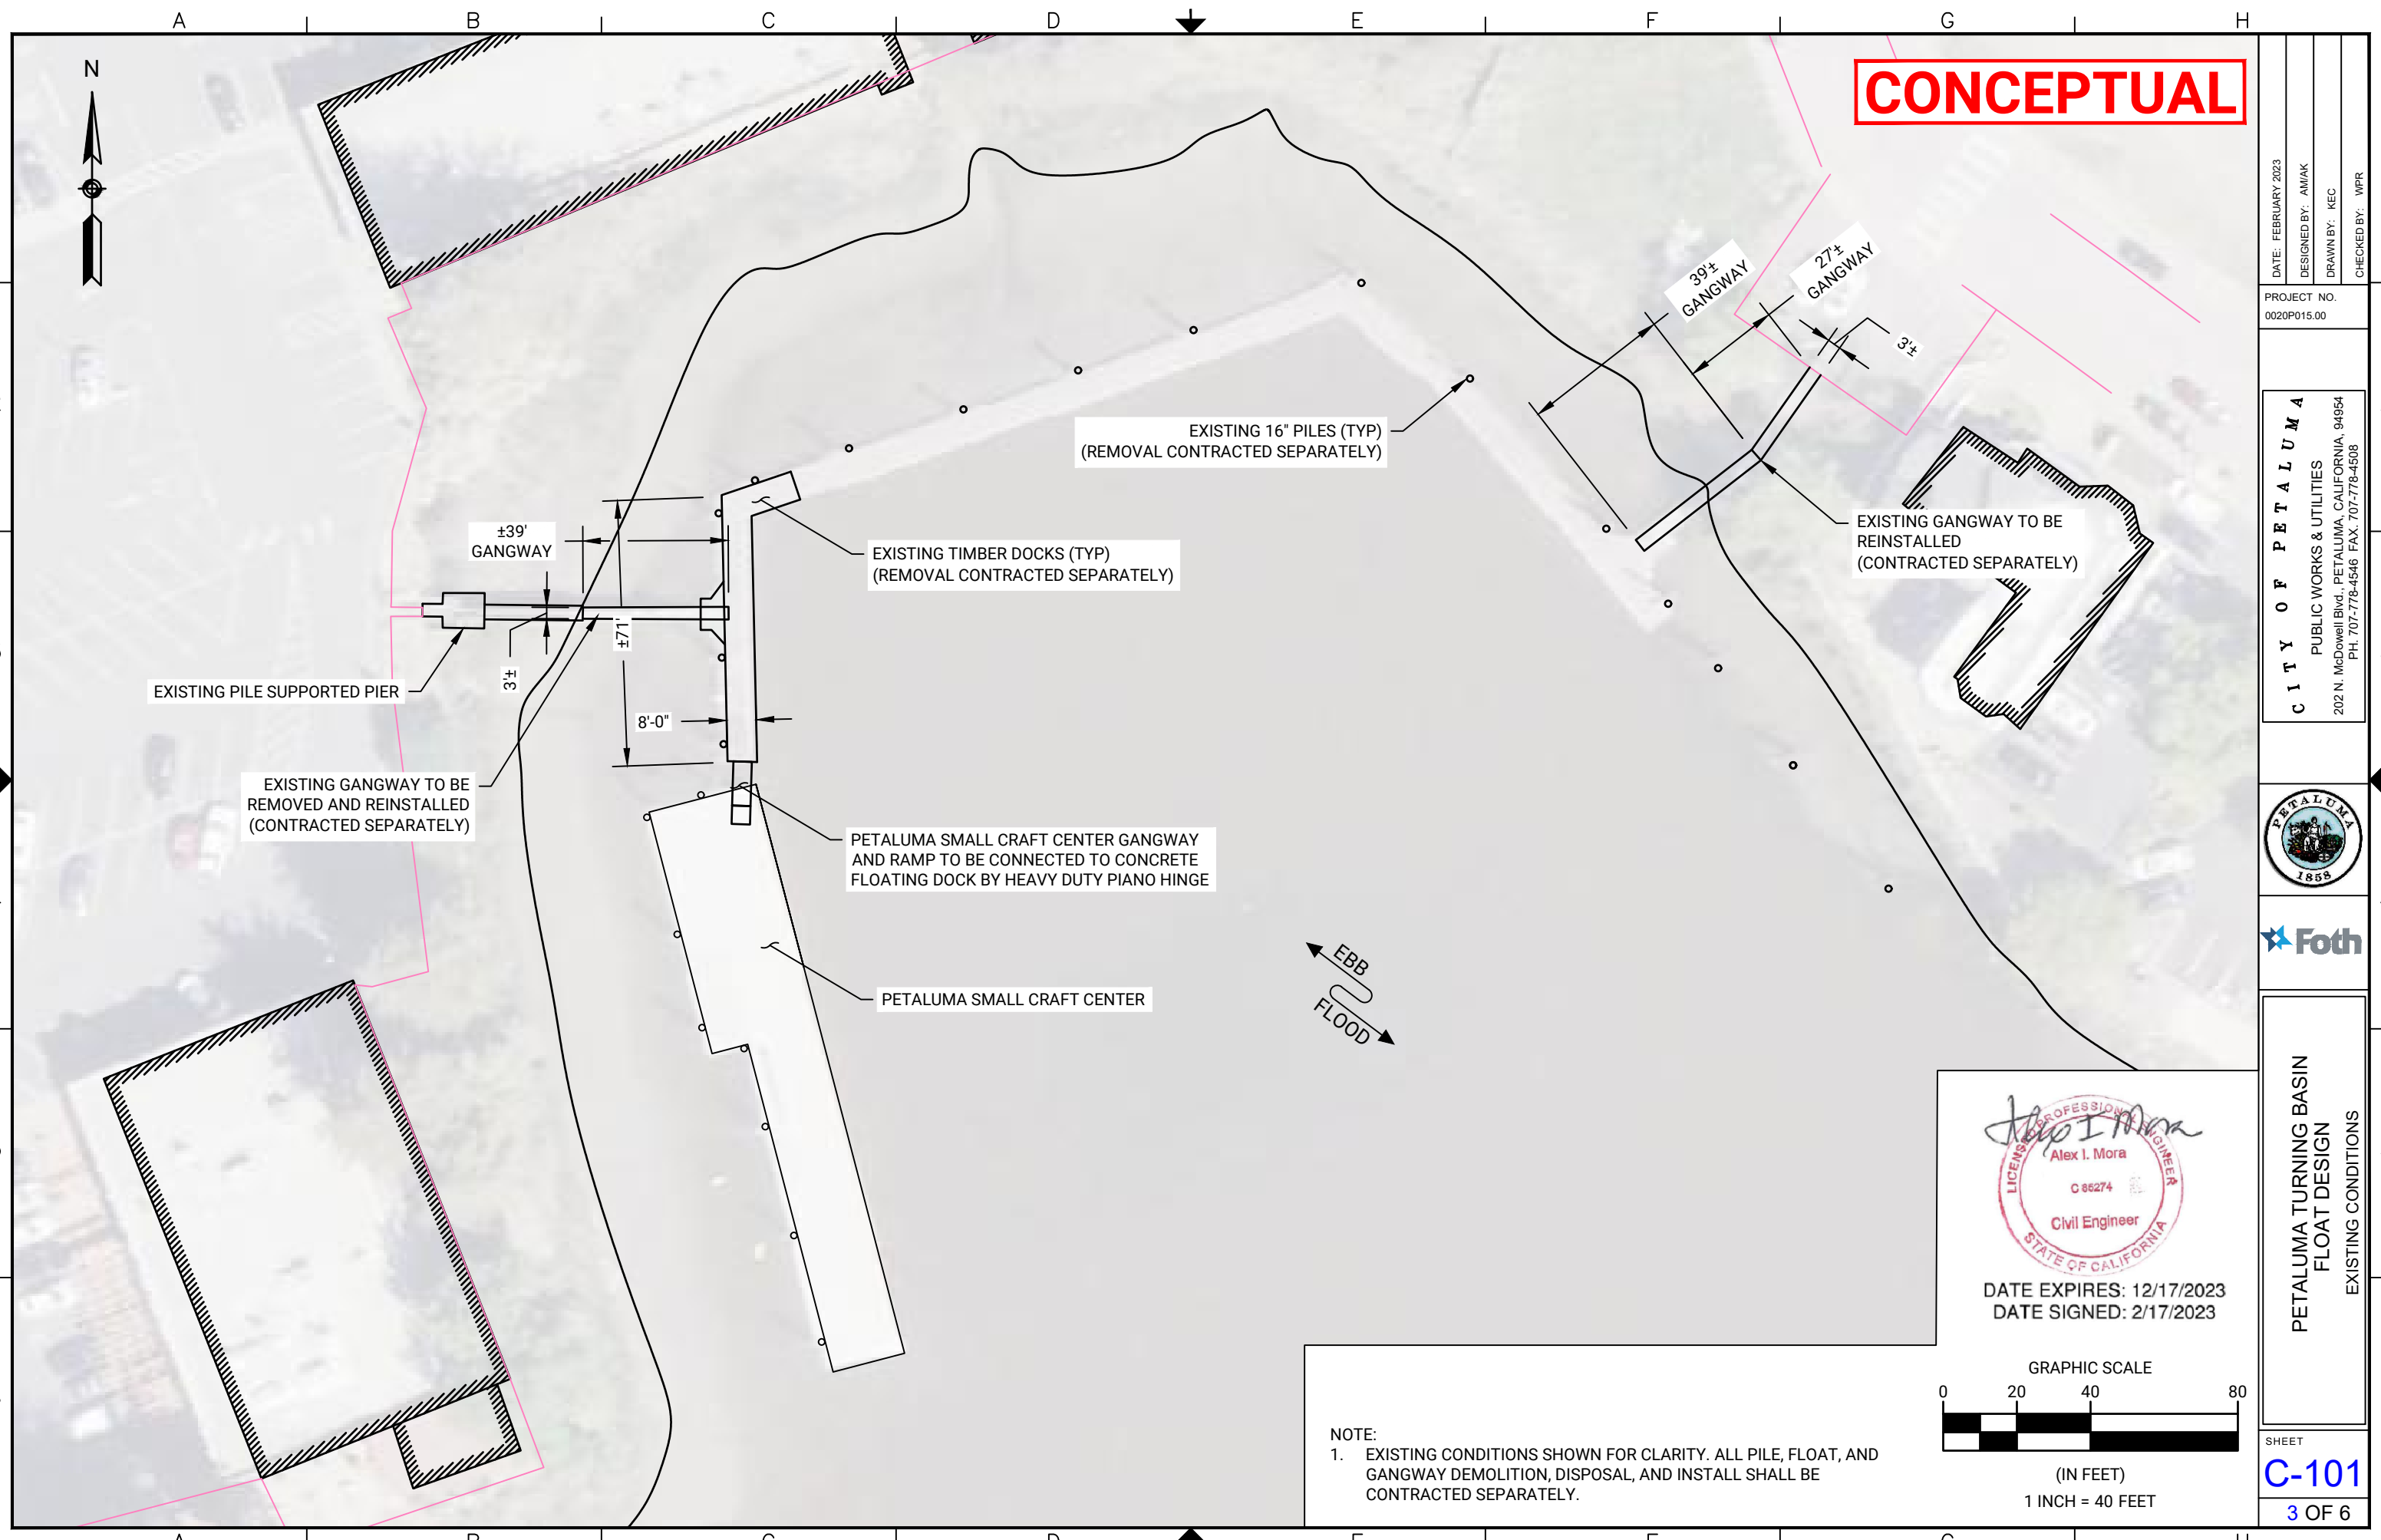 A B C D E F G H
N
CONCEPTUAL
39'±
GANGWAY
27'±
GANGWAY
3'±
EXISTING 16" PILES (TYP)
(REMOVAL CONTRACTED SEPARATELY)
±39'
GANGWAY
EXISTING TIMBER DOCKS (TYP)
(REMOVAL CONTRACTED SEPARATELY)
EXISTING GANGWAY TO BE
REINSTALLED
(CONTRACTED SEPARATELY)
±71'
3'±
EXISTING PILE SUPPORTED PIER
8'-0"
EXISTING GANGWAY TO BE
REMOVED AND REINSTALLED
(CONTRACTED SEPARATELY)
PETALUMA SMALL CRAFT CENTER GANGWAY
AND RAMP TO BE CONNECTED TO CONCRETE
FLOATING DOCK BY HEAVY DUTY PIANO HINGE
PETALUMA SMALL CRAFT CENTER
EBB
FLOOD
LICENSED PROFESSIONAL ENGINEER
Alex I. Mora
C 85274
Civil Engineer
STATE OF CALIFORNIA
DATE EXPIRES: 12/17/2023
DATE SIGNED: 2/17/2023
GRAPHIC SCALE
0 20 40 80
(IN FEET)
1 INCH = 40 FEET
NOTE:
1. EXISTING CONDITIONS SHOWN FOR CLARITY. ALL PILE, FLOAT, AND
GANGWAY DEMOLITION, DISPOSAL, AND INSTALL SHALL BE
CONTRACTED SEPARATELY.
DATE: FEBRUARY 2023
DESIGNED BY: AM/AK
DRAWN BY: KEC
CHECKED BY: WPR
PROJECT NO.
0020P015.00
CITY OF PETALUMA
PUBLIC WORKS & UTILITIES
202 N. McDowell Blvd., PETALUMA, CALIFORNIA, 94954
PH. 707-778-4546 FAX. 707-778-4508
PETALUMA
1858
Foth
PETALUMA TURNING BASIN
FLOAT DESIGN
EXISTING CONDITIONS
SHEET
C-101
3 OF 6